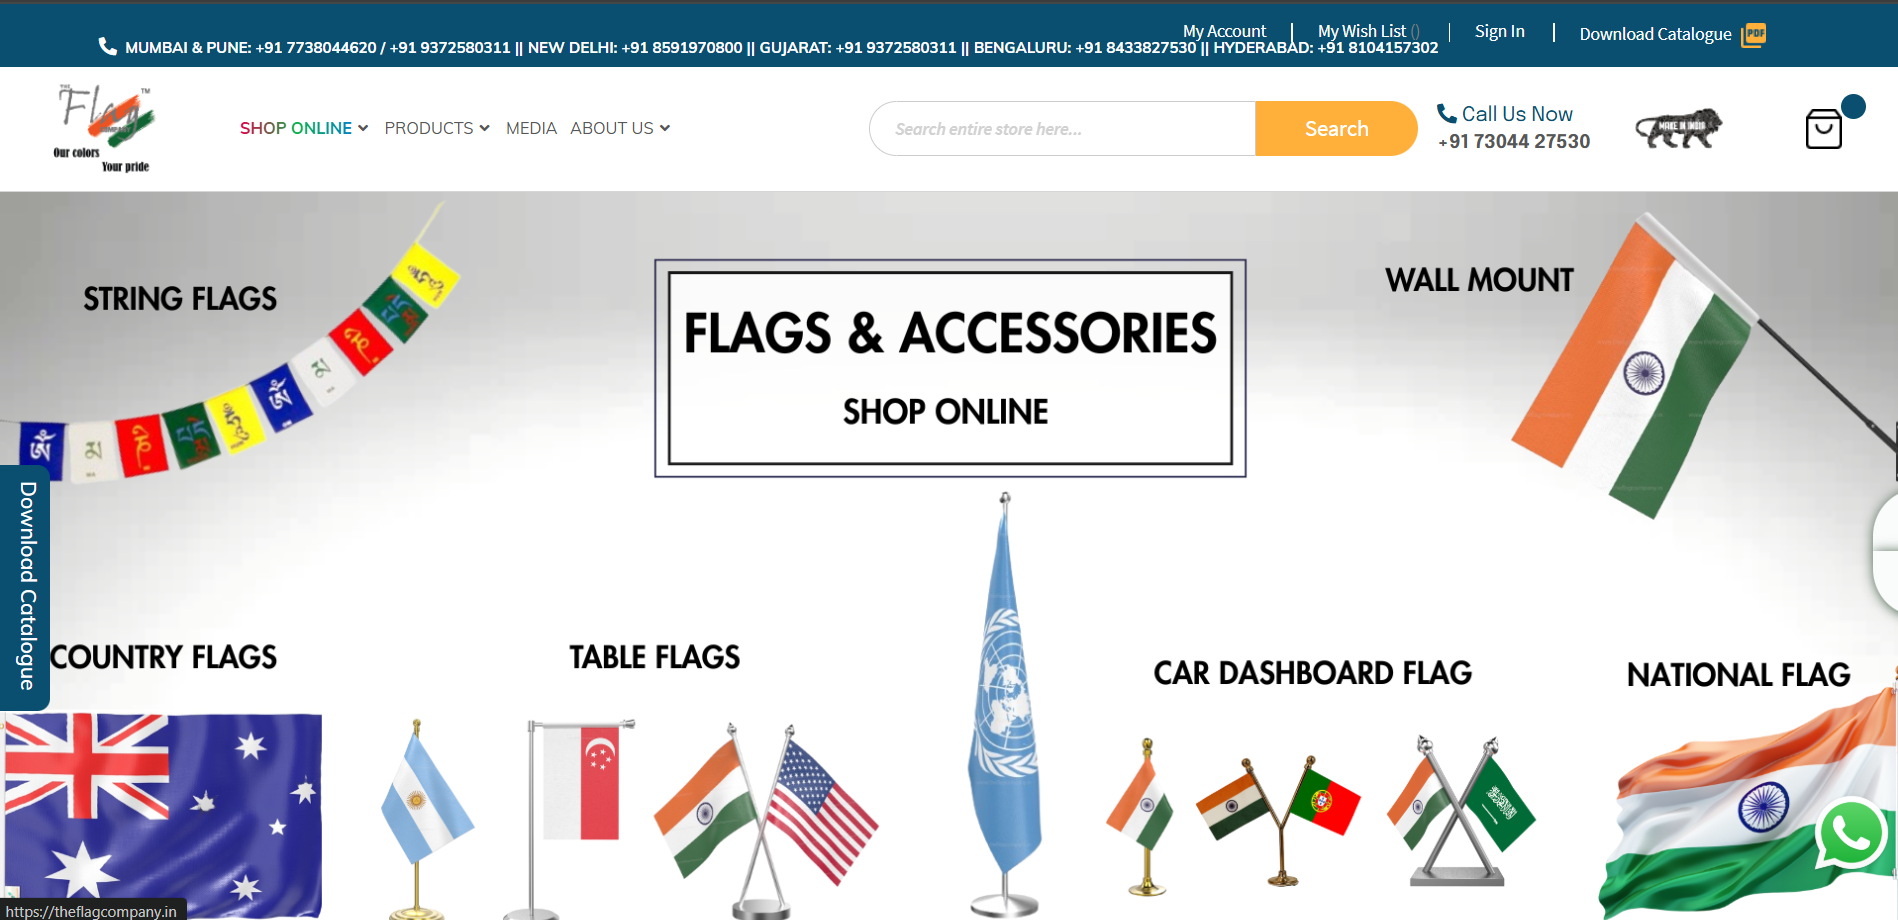 My Account
My Wish List ()
Sign In
Download Catalogue
PDF
MUMBAI & PUNE: +91 7738044620 / +91 9372580311 || NEW DELHI: +91 8591970800 || GUJARAT: +91 9372580311 || BENGALURU: +91 8433827530 || HYDERABAD: +91 8104157302
THE
Flag
TM
COMPANY
Our colors
Your pride
SHOP ONLINE
PRODUCTS
MEDIA
ABOUT US
Search entire store here...
Search
Call Us Now
+91 73044 27530
MAKE IN INDIA
STRING FLAGS
FLAGS & ACCESSORIES
SHOP ONLINE
WALL MOUNT
Download Catalogue
COUNTRY FLAGS
TABLE FLAGS
CAR DASHBOARD FLAG
NATIONAL FLAG
https://theflagcompany.in